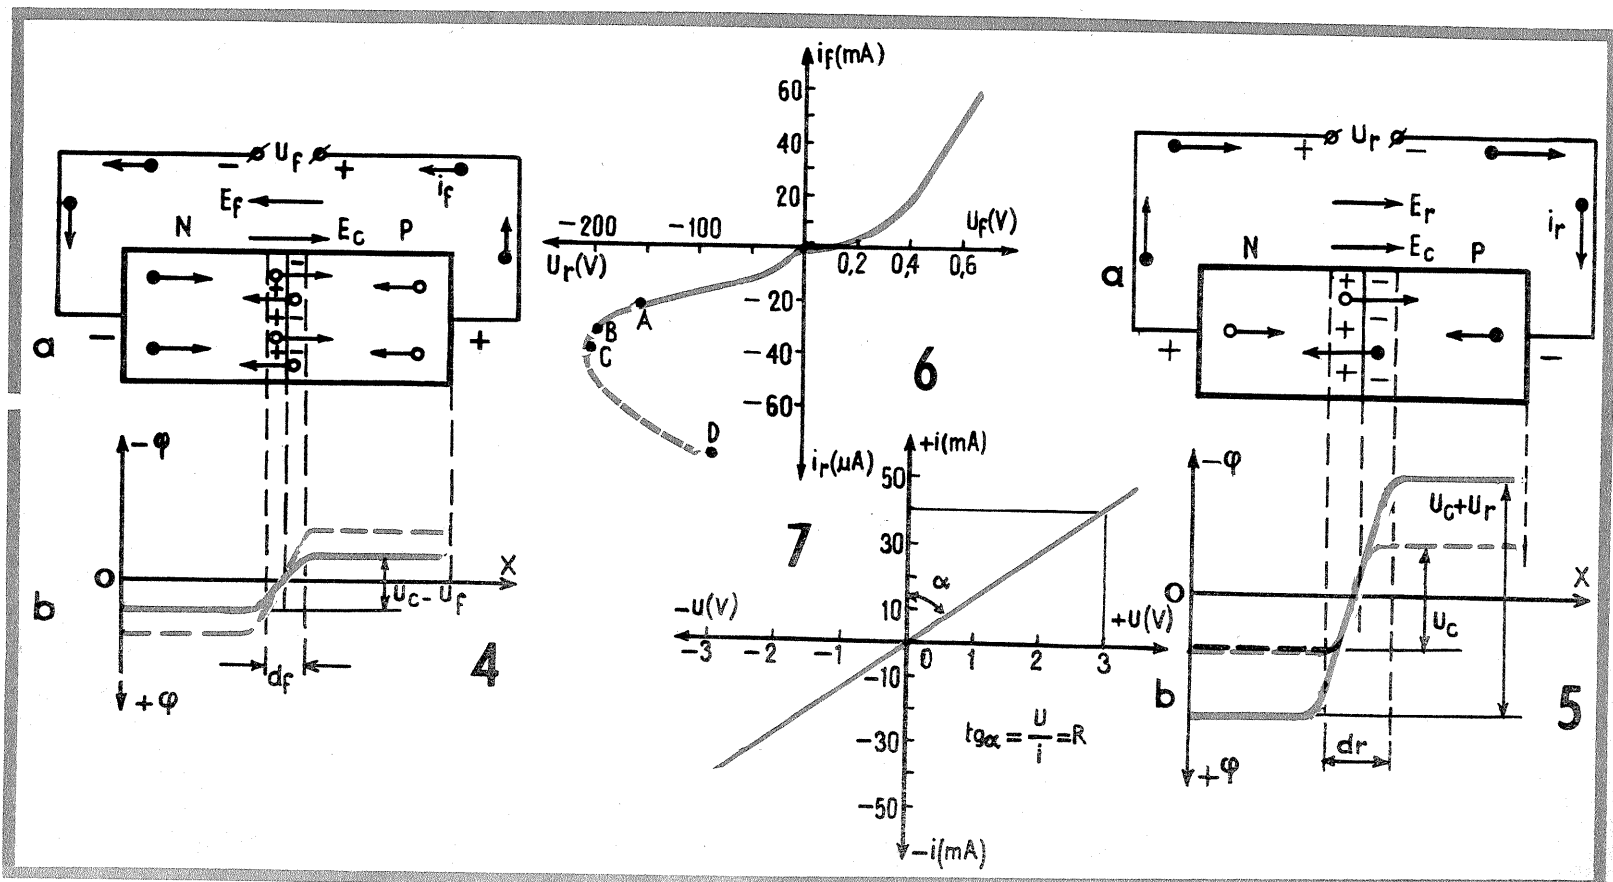 − U_f +
i_f
E_f
N E_c P
− − + − + − + − +
a
−φ
O X
U_c − U_f
b
d_f
+φ
4
i_f(mA)
60
40
20
−200 −100 U_f(V)
U_r(V) 0,2 0,4 0,6
−20
A
B
C −40
−60
D
i_r(μA)
6
7
+i(mA)
50
30
α
10
−U(V) +U(V)
−3 −2 −1 0 1 2 3
−10
−30
−50
−i(mA)
tgα = U/i = R
+ U_r −
E_r i_r
N E_c P
a
+ −
+ −
+ −
+ −
+ −
−φ
U_c+U_r
O X
U_c
b
dr
+φ
5